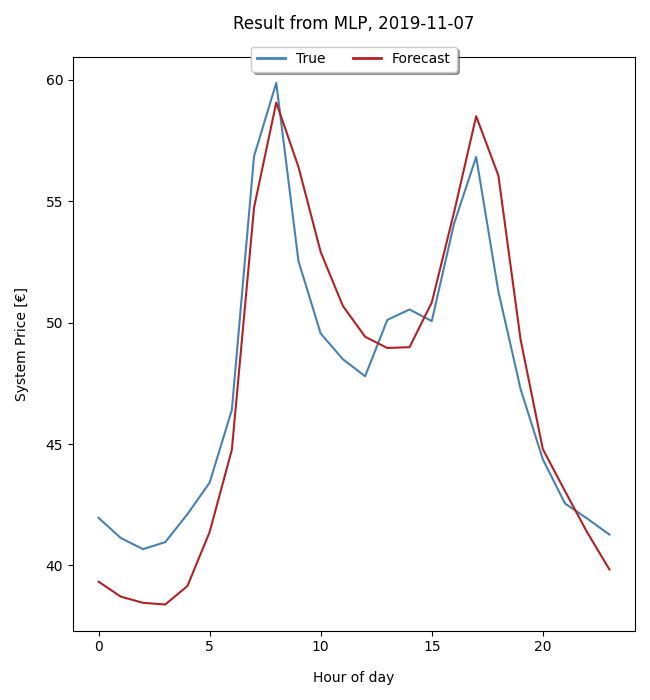 Result from MLP, 2019-11-07
True Forecast
60
55
50
45
40
System Price [€]
0 5 10 15 20
Hour of day